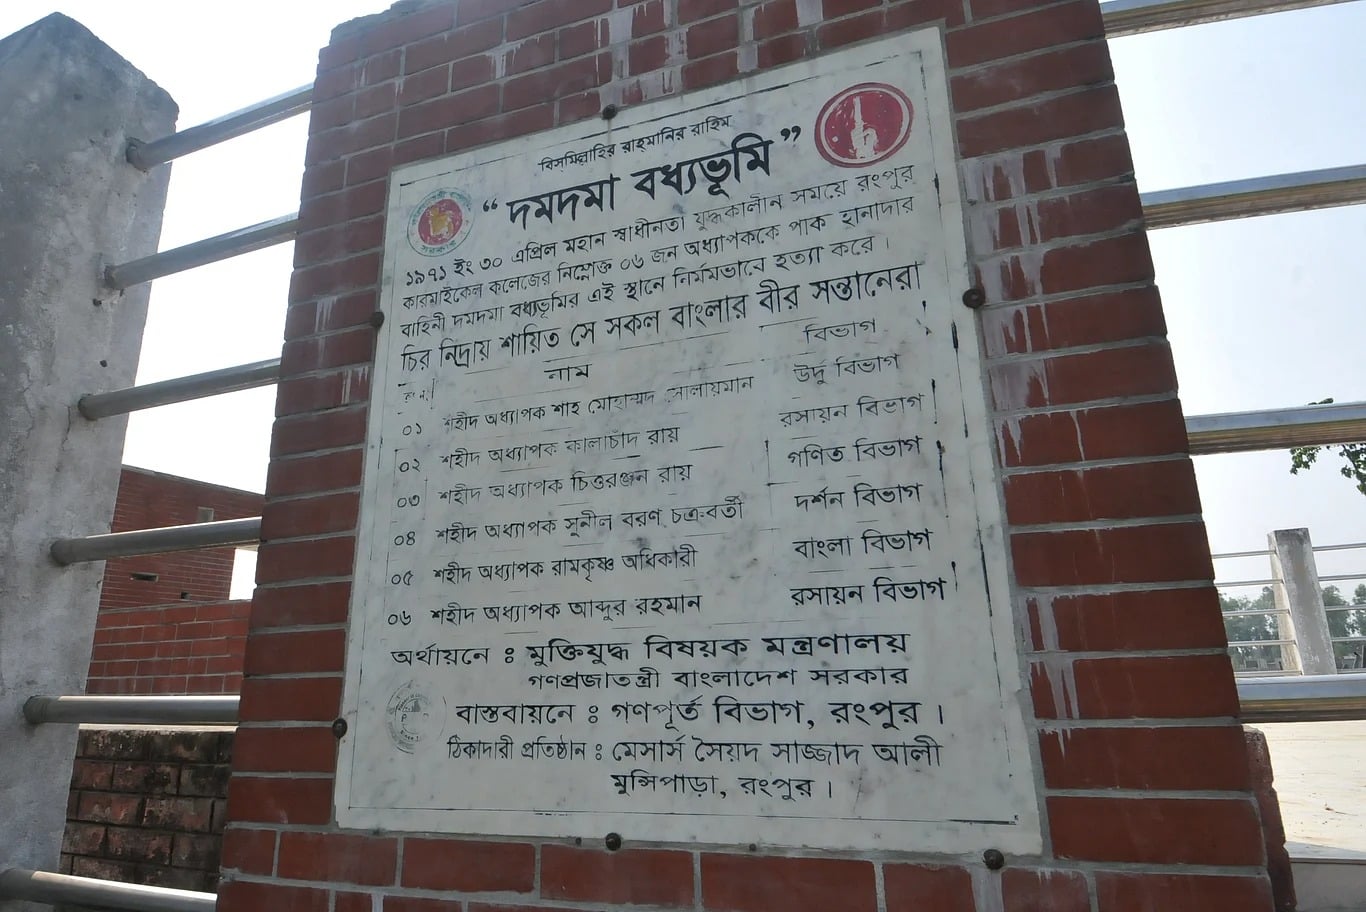 বিসমিল্লাহির রাহমানির রাহিম
“দমদমা বধ্যভূমি”
১৯৭১ ইং ৩০ এপ্রিল মহান স্বাধীনতা যুদ্ধকালীন সময়ে রংপুর
কারমাইকেল কলেজের নিম্নোক্ত ০৬ জন অধ্যাপককে পাক হানাদার
বাহিনী দমদমা বধ্যভূমির এই স্থানে নির্মমভাবে হত্যা করে ।
চির নিদ্রায় শায়িত সে সকল বাংলার বীর সন্তানেরা
নাম বিভাগ
০১ শহীদ অধ্যাপক শাহ মোহাম্মদ সোলায়মান উর্দু বিভাগ
০২ শহীদ অধ্যাপক কালাচাঁদ রায় রসায়ন বিভাগ
০৩ শহীদ অধ্যাপক চিত্তরঞ্জন রায় গণিত বিভাগ
০৪ শহীদ অধ্যাপক সুনীল বরণ চক্রবর্তী দর্শন বিভাগ
০৫ শহীদ অধ্যাপক রামকৃষ্ণ অধিকারী বাংলা বিভাগ
০৬ শহীদ অধ্যাপক আব্দুর রহমান রসায়ন বিভাগ
অর্থায়নে : মুক্তিযুদ্ধ বিষয়ক মন্ত্রণালয়
গণপ্রজাতন্ত্রী বাংলাদেশ সরকার
বাস্তবায়নে : গণপূর্ত বিভাগ, রংপুর ।
ঠিকাদারী প্রতিষ্ঠান : মেসার্স সৈয়দ সাজ্জাদ আলী
মুন্সিপাড়া, রংপুর ।